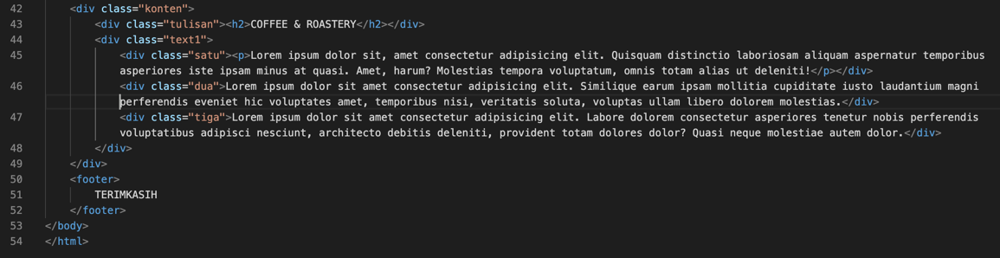 42 <div class="konten">
43 <div class="tulisan"><h2>COFFEE & ROASTERY</h2></div>
44 <div class="text1">
45 <div class="satu"><p>Lorem ipsum dolor sit, amet consectetur adipisicing elit. Quisquam distinctio laboriosam aliquam aspernatur temporibus
asperiores iste ipsam minus at quasi. Amet, harum? Molestias tempora voluptatum, omnis totam alias ut deleniti!</p></div>
46 <div class="dua">Lorem ipsum dolor sit amet consectetur adipisicing elit. Similique earum ipsam mollitia cupiditate iusto laudantium magni
perferendis eveniet hic voluptates amet, temporibus nisi, veritatis soluta, voluptas ullam libero dolorem molestias.</div>
47 <div class="tiga">Lorem ipsum dolor sit amet consectetur adipisicing elit. Labore dolorem consectetur asperiores tenetur nobis perferendis
voluptatibus adipisci nesciunt, architecto debitis deleniti, provident totam dolores dolor? Quasi neque molestiae autem dolor.</div>
48 </div>
49 </div>
50 <footer>
51 TERIMKASIH
52 </footer>
53 </body>
54 </html>